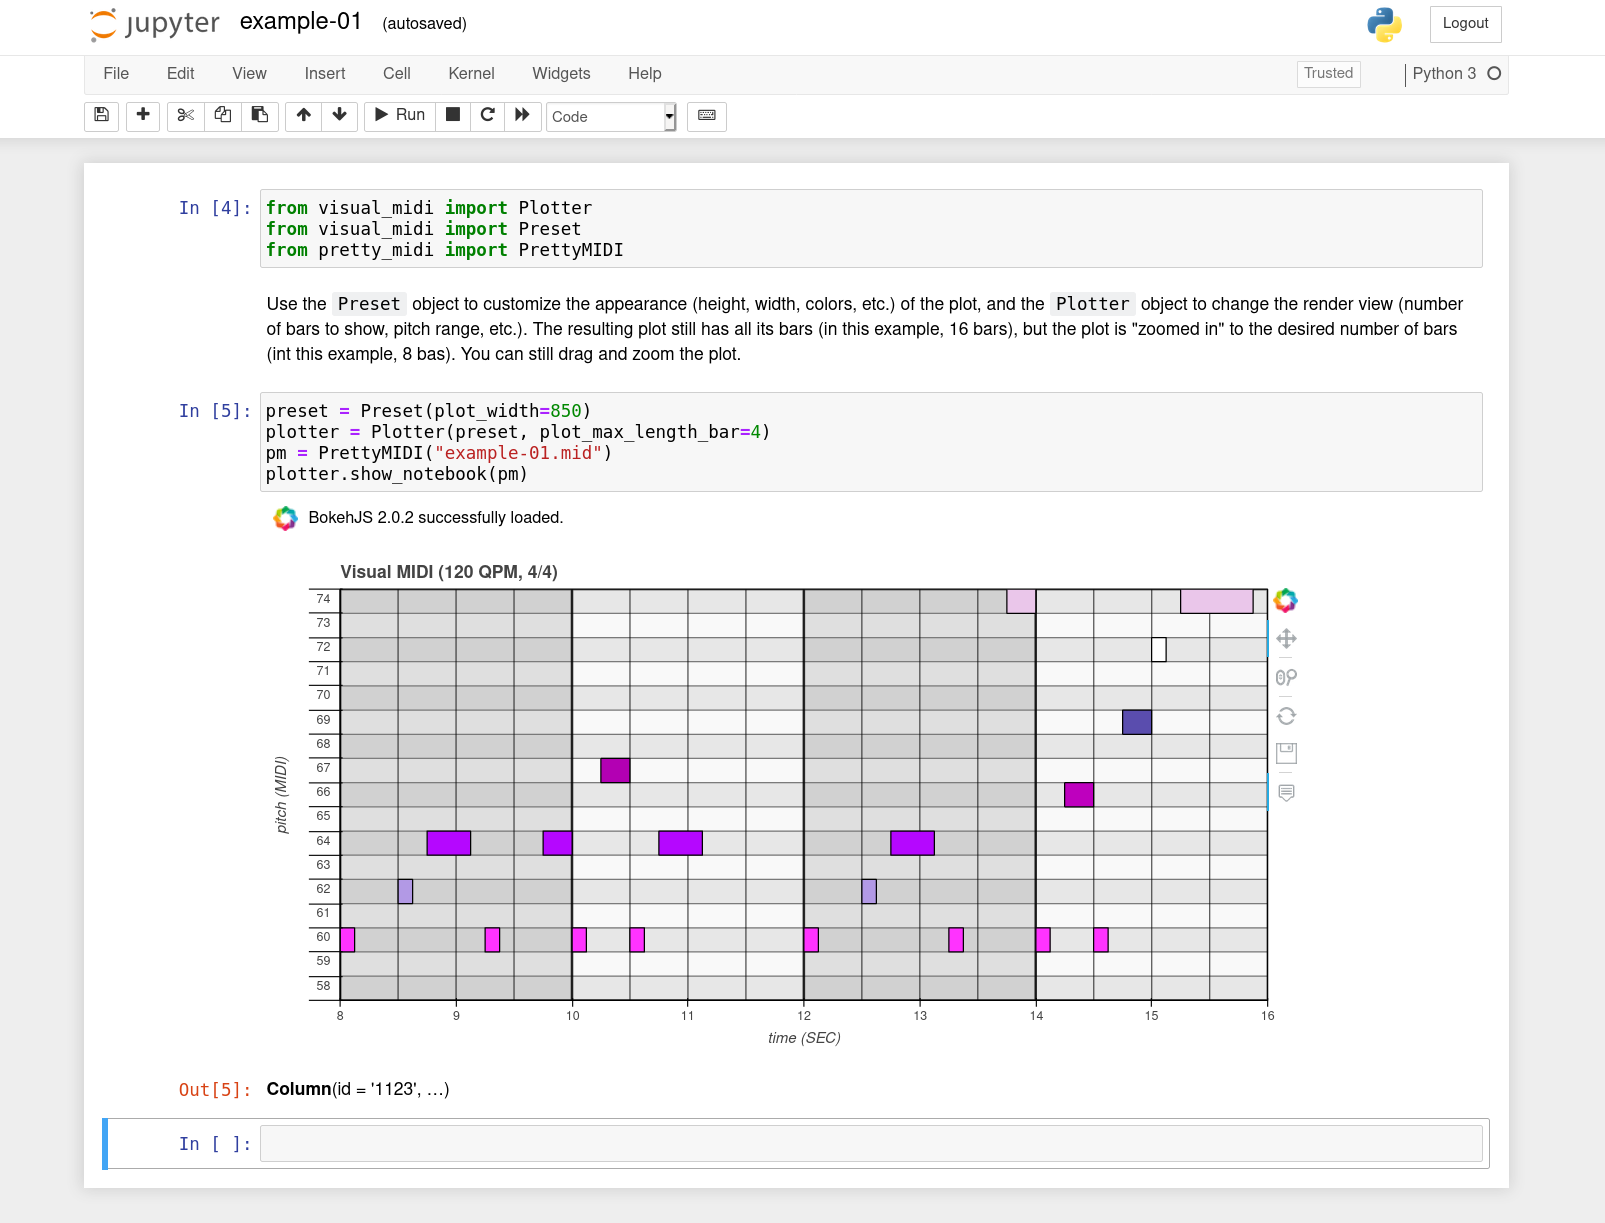 jupyter example-01 (autosaved) Logout
File Edit View Insert Cell Kernel Widgets Help Trusted Python 3
Run Code
In [4]: from visual_midi import Plotter
from visual_midi import Preset
from pretty_midi import PrettyMIDI
Use the Preset object to customize the appearance (height, width, colors, etc.) of the plot, and the Plotter object to change the render view (number
of bars to show, pitch range, etc.). The resulting plot still has all its bars (in this example, 16 bars), but the plot is "zoomed in" to the desired number of bars
(int this example, 8 bas). You can still drag and zoom the plot.
In [5]: preset = Preset(plot_width=850)
plotter = Plotter(preset, plot_max_length_bar=4)
pm = PrettyMIDI("example-01.mid")
plotter.show_notebook(pm)
BokehJS 2.0.2 successfully loaded.
Visual MIDI (120 QPM, 4/4)
74
73
72
71
70
69
68
67
66
65
64
63
62
61
60
59
58
pitch (MIDI)
8 9 10 11 12 13 14 15 16
time (SEC)
Out[5]: Column(id = '1123', …)
In [ ]: